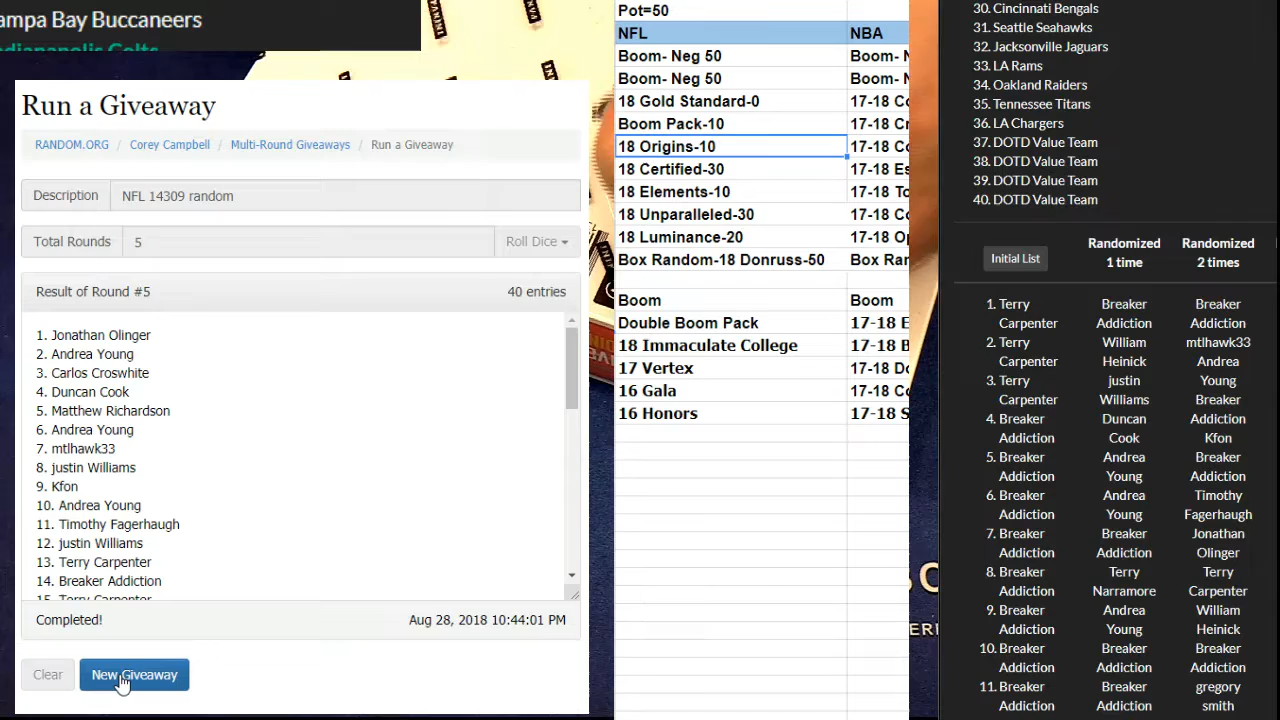 ampa Bay Buccaneers
Indianapolis Colts
Run a Giveaway
RANDOM.ORG / Corey Campbell / Multi-Round Giveaways / Run a Giveaway
Description NFL 14309 random
Total Rounds 5 Roll Dice
Result of Round #5 40 entries
1. Jonathan Olinger
2. Andrea Young
3. Carlos Croswhite
4. Duncan Cook
5. Matthew Richardson
6. Andrea Young
7. mtlhawk33
8. justin Williams
9. Kfon
10. Andrea Young
11. Timothy Fagerhaugh
12. justin Williams
13. Terry Carpenter
14. Breaker Addiction
15. Terry Carpenter
Completed! Aug 28, 2018 10:44:01 PM
Clear New Giveaway
Pot=50
NFL NBA
Boom- Neg 50 Boom- N
Boom- Neg 50 Boom- N
18 Gold Standard-0 17-18 Co
Boom Pack-10 17-18 Cr
18 Origins-10 17-18 Co
18 Certified-30 17-18 Es
18 Elements-10 17-18 To
18 Unparalleled-30 17-18 Co
18 Luminance-20 17-18 Op
Box Random-18 Donruss-50 Box Ran
Boom Boom
Double Boom Pack 17-18 E
18 Immaculate College 17-18 B
17 Vertex 17-18 Do
16 Gala 17-18 Co
16 Honors 17-18 S
30. Cincinnati Bengals
31. Seattle Seahawks
32. Jacksonville Jaguars
33. LA Rams
34. Oakland Raiders
35. Tennessee Titans
36. LA Chargers
37. DOTD Value Team
38. DOTD Value Team
39. DOTD Value Team
40. DOTD Value Team
Initial List Randomized 1 time Randomized 2 times
1. Terry Breaker Breaker
Carpenter Addiction Addiction
2. Terry William mtlhawk33
Carpenter Heinick Andrea
3. Terry justin Young
Carpenter Williams Breaker
4. Breaker Duncan Addiction
Addiction Cook Kfon
5. Breaker Andrea Breaker
Addiction Young Addiction
6. Breaker Andrea Timothy
Addiction Young Fagerhaugh
7. Breaker Breaker Jonathan
Addiction Addiction Olinger
8. Breaker Terry Terry
Addiction Narramore Carpenter
9. Breaker Andrea William
Addiction Young Heinick
10. Breaker Breaker Breaker
Addiction Addiction Addiction
11. Breaker Breaker gregory
Addiction Addiction smith